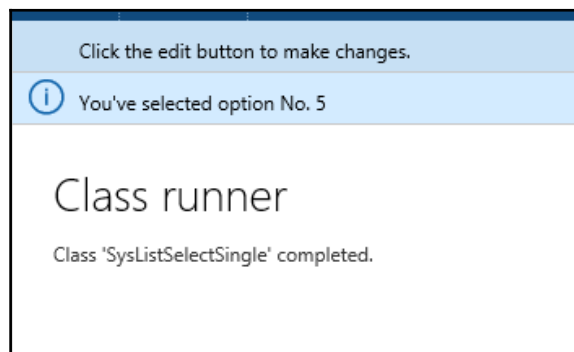 Click the edit button to make changes.
You've selected option No. 5
Class runner
Class 'SysListSelectSingle' completed.